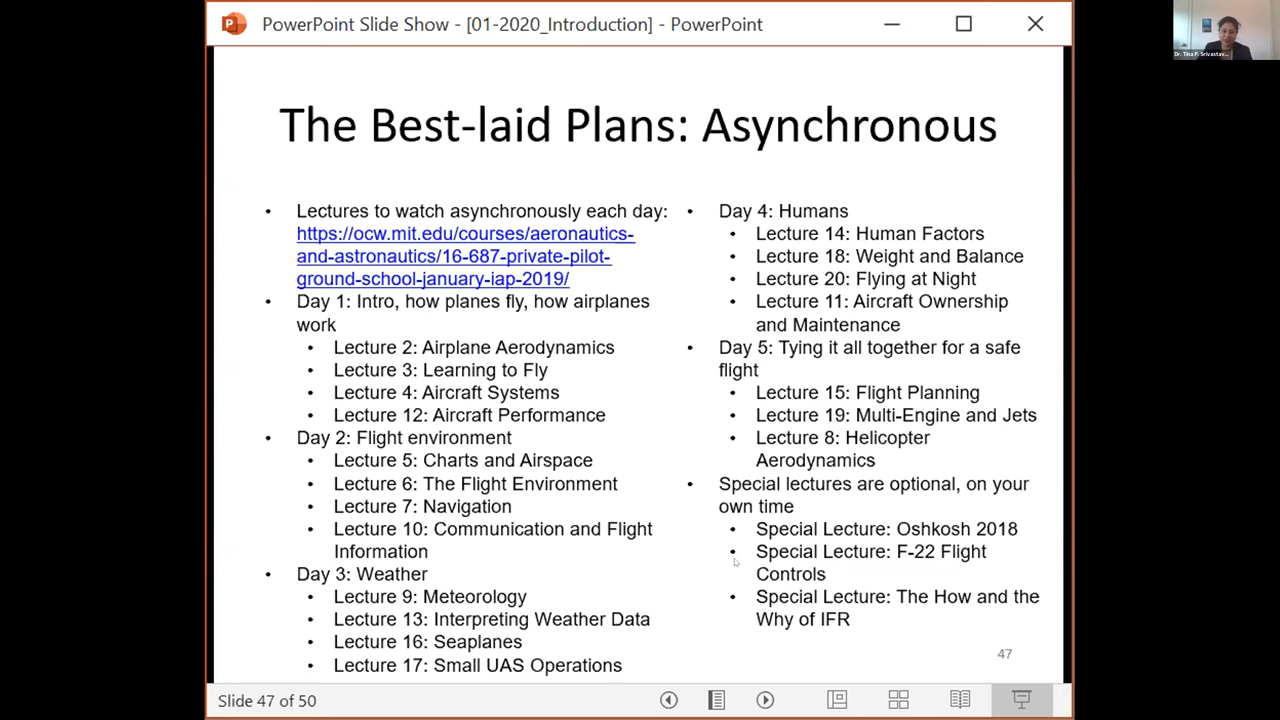 PowerPoint Slide Show - [01-2020_Introduction] - PowerPoint
The Best-laid Plans: Asynchronous
• Lectures to watch asynchronously each day:
https://ocw.mit.edu/courses/aeronautics-
and-astronautics/16-687-private-pilot-
ground-school-january-iap-2019/
• Day 1: Intro, how planes fly, how airplanes
work
• Lecture 2: Airplane Aerodynamics
• Lecture 3: Learning to Fly
• Lecture 4: Aircraft Systems
• Lecture 12: Aircraft Performance
• Day 2: Flight environment
• Lecture 5: Charts and Airspace
• Lecture 6: The Flight Environment
• Lecture 7: Navigation
• Lecture 10: Communication and Flight
Information
• Day 3: Weather
• Lecture 9: Meteorology
• Lecture 13: Interpreting Weather Data
• Lecture 16: Seaplanes
• Lecture 17: Small UAS Operations
• Day 4: Humans
• Lecture 14: Human Factors
• Lecture 18: Weight and Balance
• Lecture 20: Flying at Night
• Lecture 11: Aircraft Ownership
and Maintenance
• Day 5: Tying it all together for a safe
flight
• Lecture 15: Flight Planning
• Lecture 19: Multi-Engine and Jets
• Lecture 8: Helicopter
Aerodynamics
• Special lectures are optional, on your
own time
• Special Lecture: Oshkosh 2018
• Special Lecture: F-22 Flight
Controls
• Special Lecture: The How and the
Why of IFR
47
Slide 47 of 50
Dr. Tina P. Srivastav...